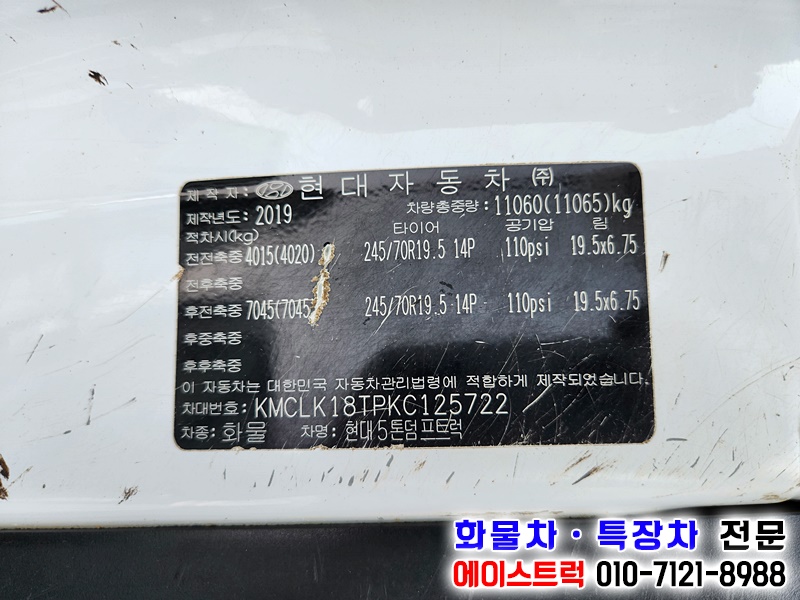 제 작 자: 현 대 자 동 차 ㈜
제작년도: 2019 차량총중량: 11060(11065)kg
적차시(kg) 타이어 공기압 림
전전축중 4015(4020) 245/70R19.5 14P 110psi 19.5x6.75
전후축중
후전축중 7045(7045) 245/70R19.5 14P 110psi 19.5x6.75
후중축중
후후축중
이 자동차는 대한민국 자동차관리법령에 적합하게 제작되었습니다.
차대번호: KMCLK18TPKC125722
차종: 화물 차명: 현대 5톤덤프트럭
화물차·특장차 전문
에이스트럭 010-7121-8988